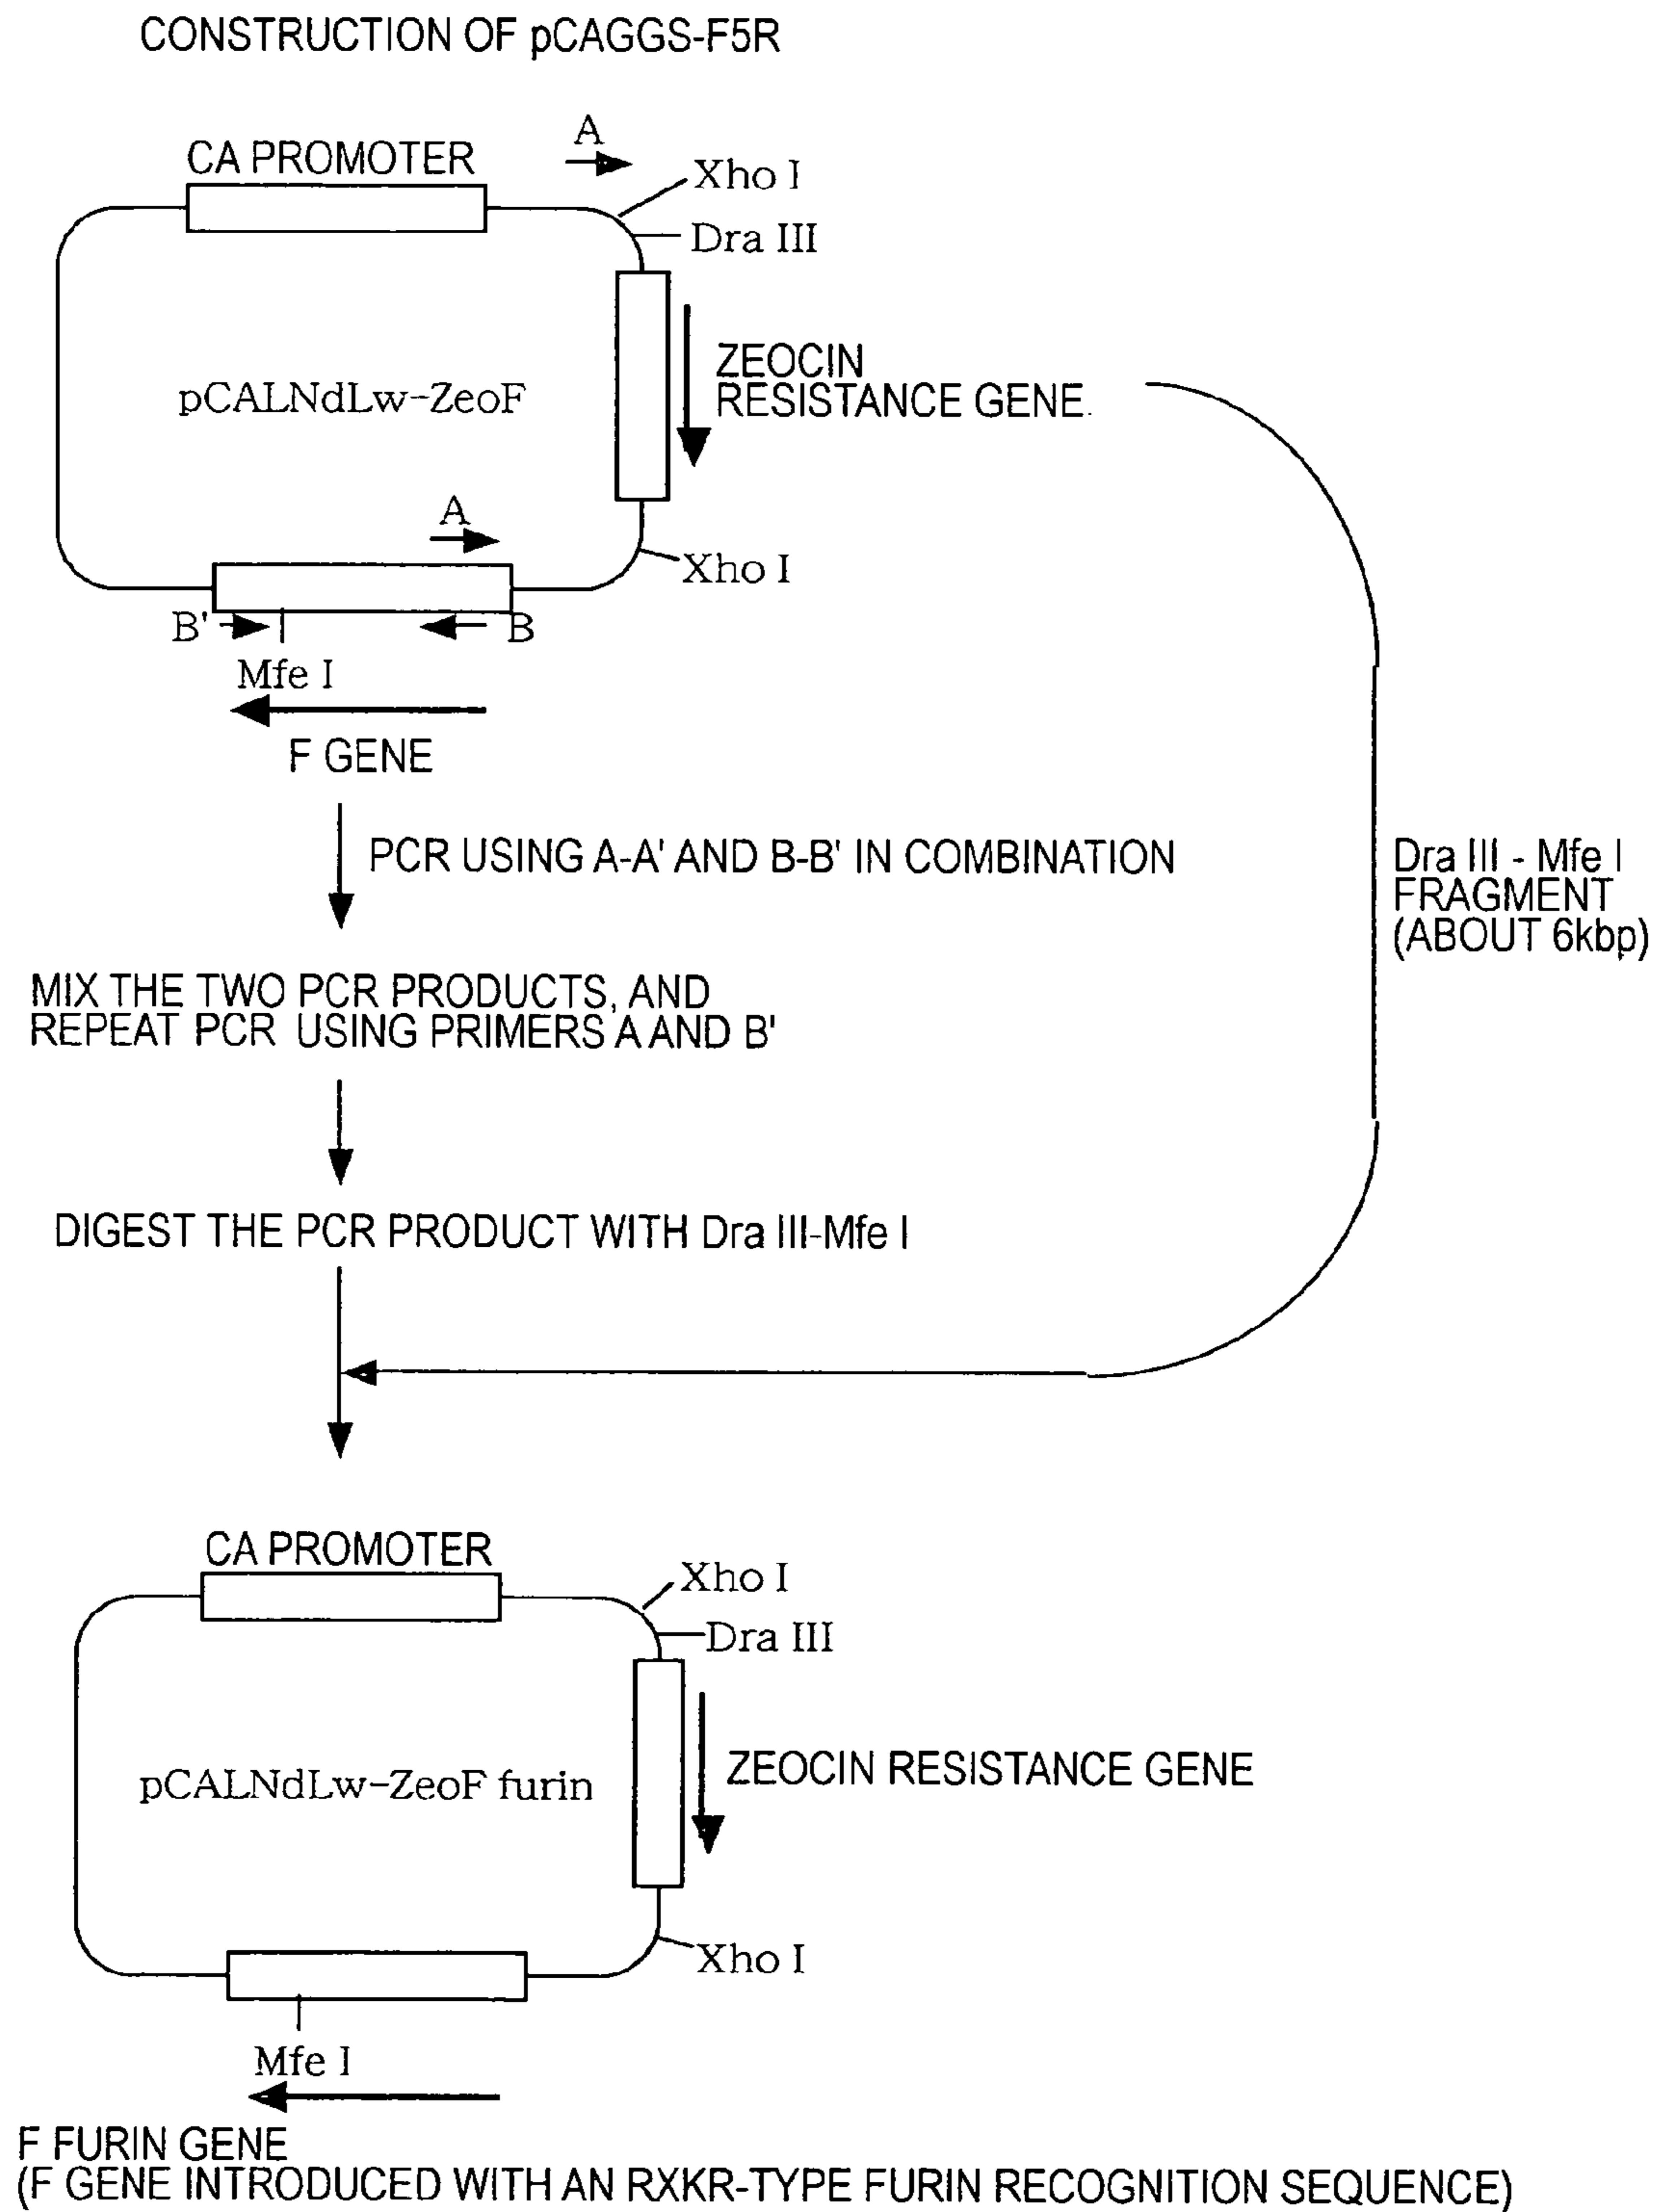 CONSTRUCTION OF pCAGGS-F5R
A
CA PROMOTER
Xho I
Dra III
ZEOCIN
RESISTANCE GENE.
pCALNdLw-ZeoF
A
Xho I
B'
B
Mfe I
F GENE
PCR USING A-A' AND B-B' IN COMBINATION
Dra III - Mfe I
FRAGMENT
(ABOUT 6kbp)
MIX THE TWO PCR PRODUCTS, AND
REPEAT PCR USING PRIMERS A AND B'
DIGEST THE PCR PRODUCT WITH Dra III-Mfe I
CA PROMOTER
Xho I
Dra III
ZEOCIN RESISTANCE GENE
pCALNdLw-ZeoF furin
Xho I
Mfe I
F FURIN GENE
(F GENE INTRODUCED WITH AN RXKR-TYPE FURIN RECOGNITION SEQUENCE)